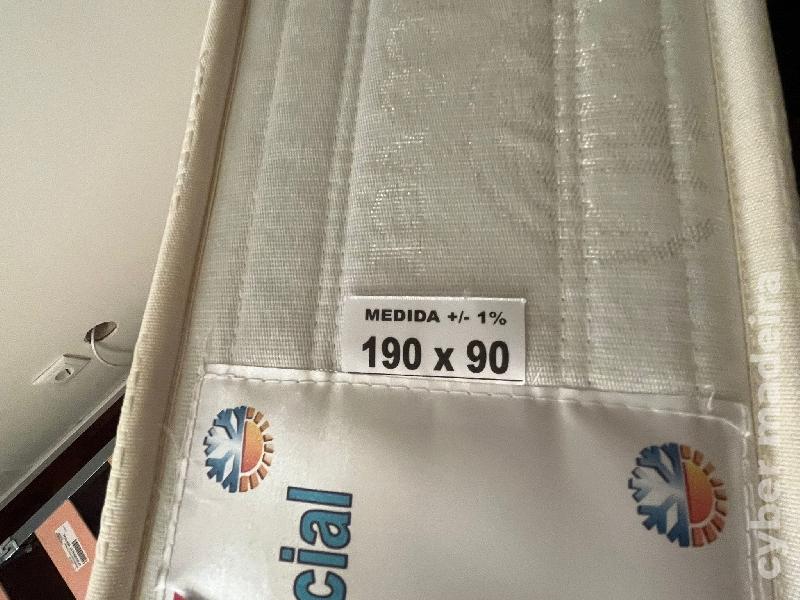 MEDIDA +/- 1%
190 x 90
cial
cyber madeira